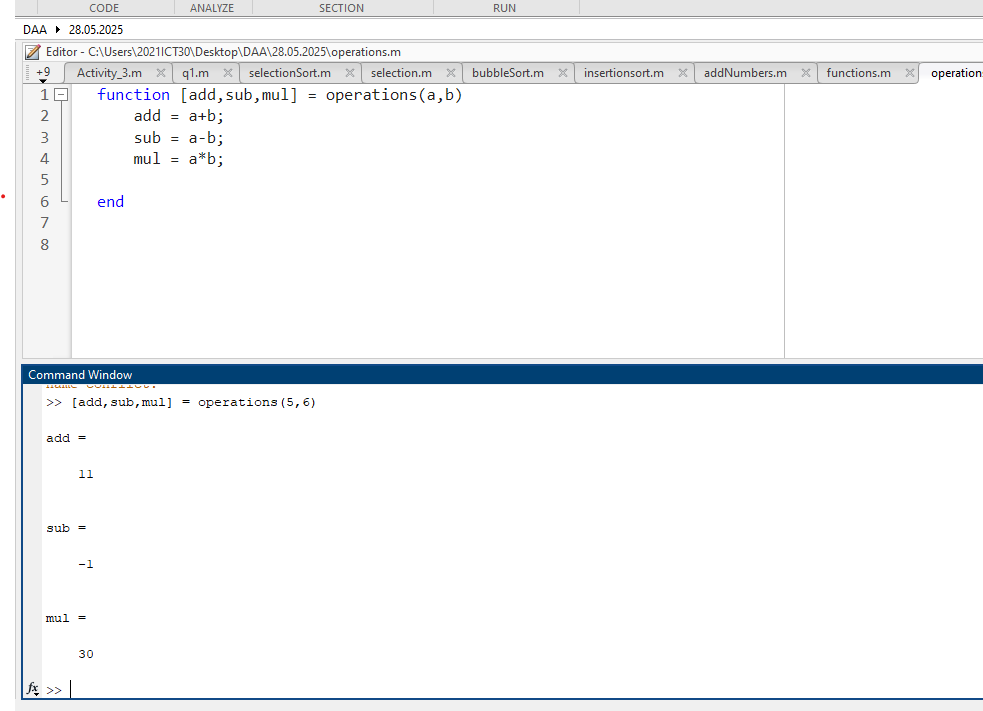 CODE ANALYZE SECTION RUN
DAA 28.05.2025
Editor - C:\Users\2021ICT30\Desktop\DAA\28.05.2025\operations.m
+9 Activity_3.m q1.m selectionSort.m selection.m bubbleSort.m insertionsort.m addNumbers.m functions.m operations
1 function [add,sub,mul] = operations(a,b)
2 add = a+b;
3 sub = a-b;
4 mul = a*b;
5
6 end
7
8
Command Window
name conflict.
>> [add,sub,mul] = operations(5,6)
add =
11
sub =
-1
mul =
30
fx >>